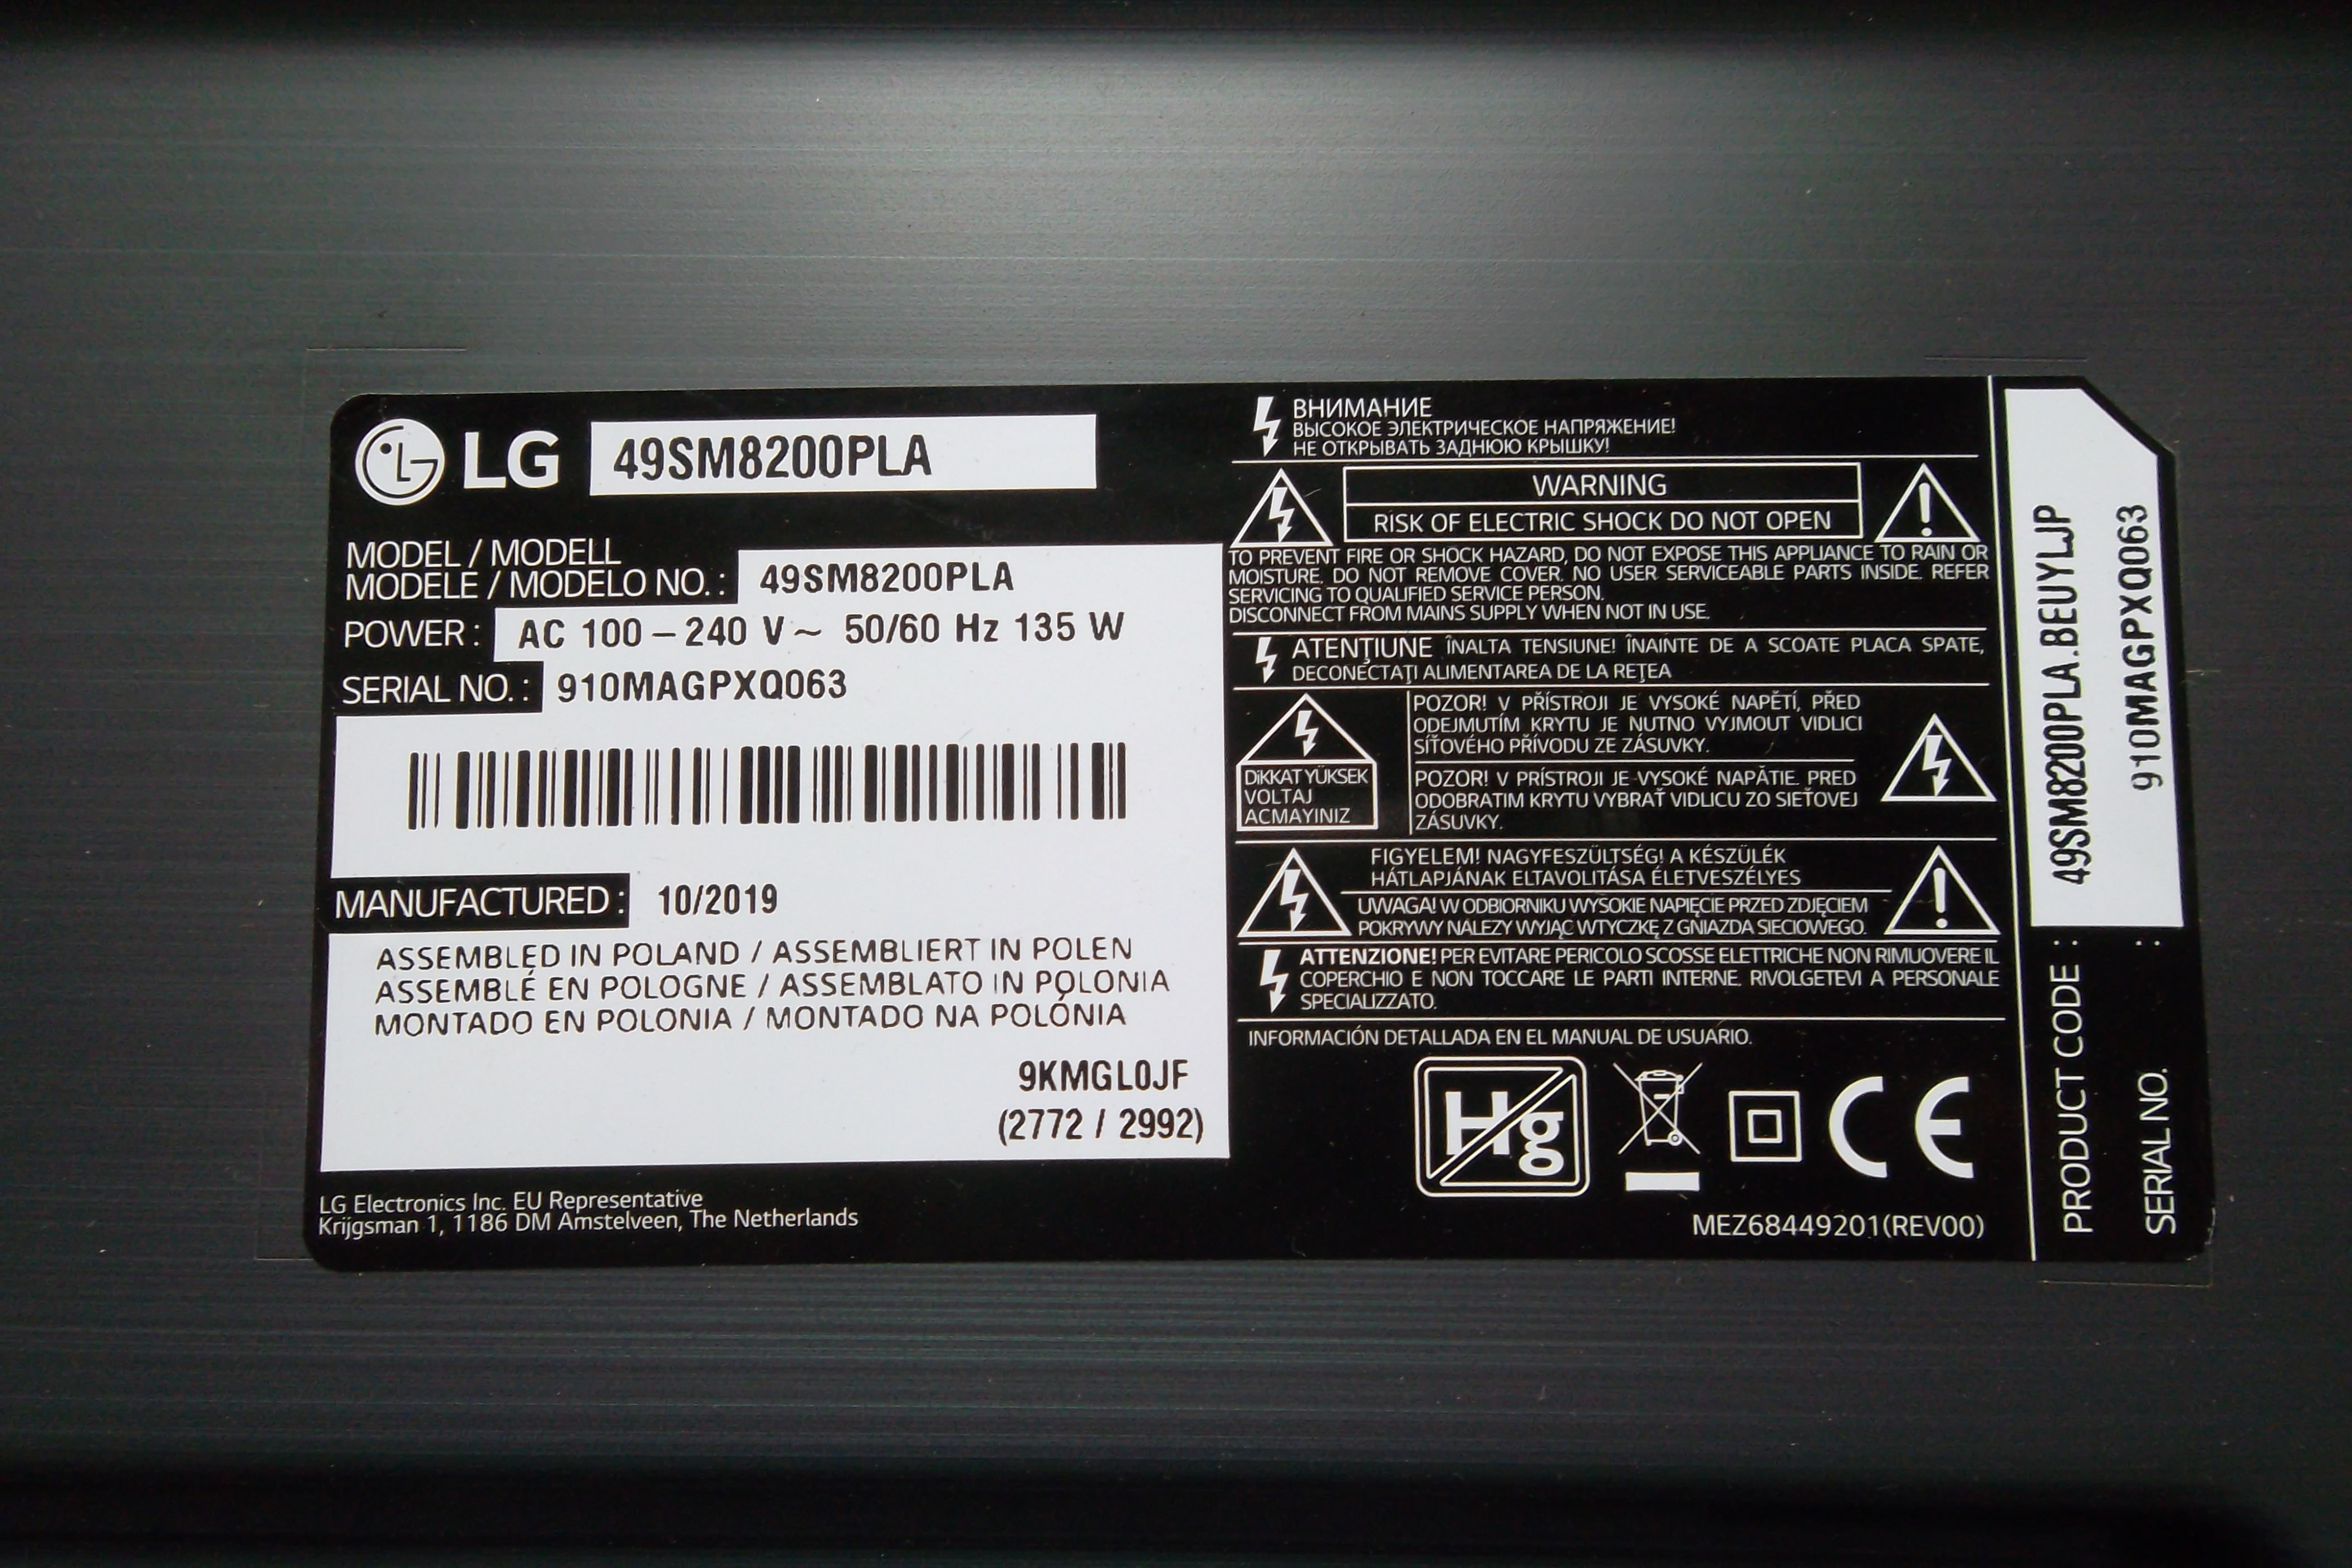 LG 49SM8200PLA
MODEL / MODELL
MODELE / MODELO NO. : 49SM8200PLA
POWER : AC 100 – 240 V ~ 50/60 Hz 135 W
SERIAL NO. : 910MAGPXQ063
MANUFACTURED : 10/2019
ASSEMBLED IN POLAND / ASSEMBLIERT IN POLEN
ASSEMBLÉ EN POLOGNE / ASSEMBLATO IN POLONIA
MONTADO EN POLONIA / MONTADO NA POLÓNIA
9KMGL0JF
(2772 / 2992)
LG Electronics Inc. EU Representative
Krijgsman 1, 1186 DM Amstelveen, The Netherlands
ВНИМАНИЕ
ВЫСОКОЕ ЭЛЕКТРИЧЕСКОЕ НАПРЯЖЕНИЕ!
НЕ ОТКРЫВАТЬ ЗАДНЮЮ КРЫШКУ!
WARNING
RISK OF ELECTRIC SHOCK DO NOT OPEN
TO PREVENT FIRE OR SHOCK HAZARD, DO NOT EXPOSE THIS APPLIANCE TO RAIN OR
MOISTURE. DO NOT REMOVE COVER. NO USER SERVICEABLE PARTS INSIDE. REFER
SERVICING TO QUALIFIED SERVICE PERSON.
DISCONNECT FROM MAINS SUPPLY WHEN NOT IN USE.
ATENŢIUNE ÎNALTA TENSIUNE! ÎNAINTE DE A SCOATE PLACA SPATE,
DECONECTAŢI ALIMENTAREA DE LA REŢEA
DiKKAT YÜKSEK
VOLTAJ
ACMAYINIZ
POZOR! V PŘÍSTROJI JE VYSOKÉ NAPĚTÍ, PŘED
ODEJMUTÍM KRYTU JE NUTNO VYJMOUT VIDLICI
SÍŤOVÉHO PŘÍVODU ZE ZÁSUVKY.
POZOR! V PRÍSTROJI JE VYSOKÉ NAPÄTIE. PRED
ODOBRATIM KRYTU VYBRAŤ VIDLICU ZO SIEŤOVEJ
ZÁSUVKY.
FIGYELEM! NAGYFESZÜLTSÉG! A KÉSZÜLÉK
HÁTLAPJÁNAK ELTAVOLITÁSA ÉLETVESZÉLYES
UWAGA! W ODBIORNIKU WYSOKIE NAPIĘCIE PRZED ZDJĘCIEM
POKRYWY NALEZY WYJĄC WTYCZKĘ Z GNIAZDA SIECIOWEGO.
ATTENZIONE! PER EVITARE PERICOLO SCOSSE ELETTRICHE NON RIMUOVERE IL
COPERCHIO E NON TOCCARE LE PARTI INTERNE. RIVOLGETEVI A PERSONALE
SPECIALIZZATO.
INFORMACIÓN DETALLADA EN EL MANUAL DE USUARIO.
Hg
CE
MEZ68449201(REV00)
PRODUCT CODE : 49SM8200PLA.BEUYLJP
SERIAL NO. : 910MAGPXQ063